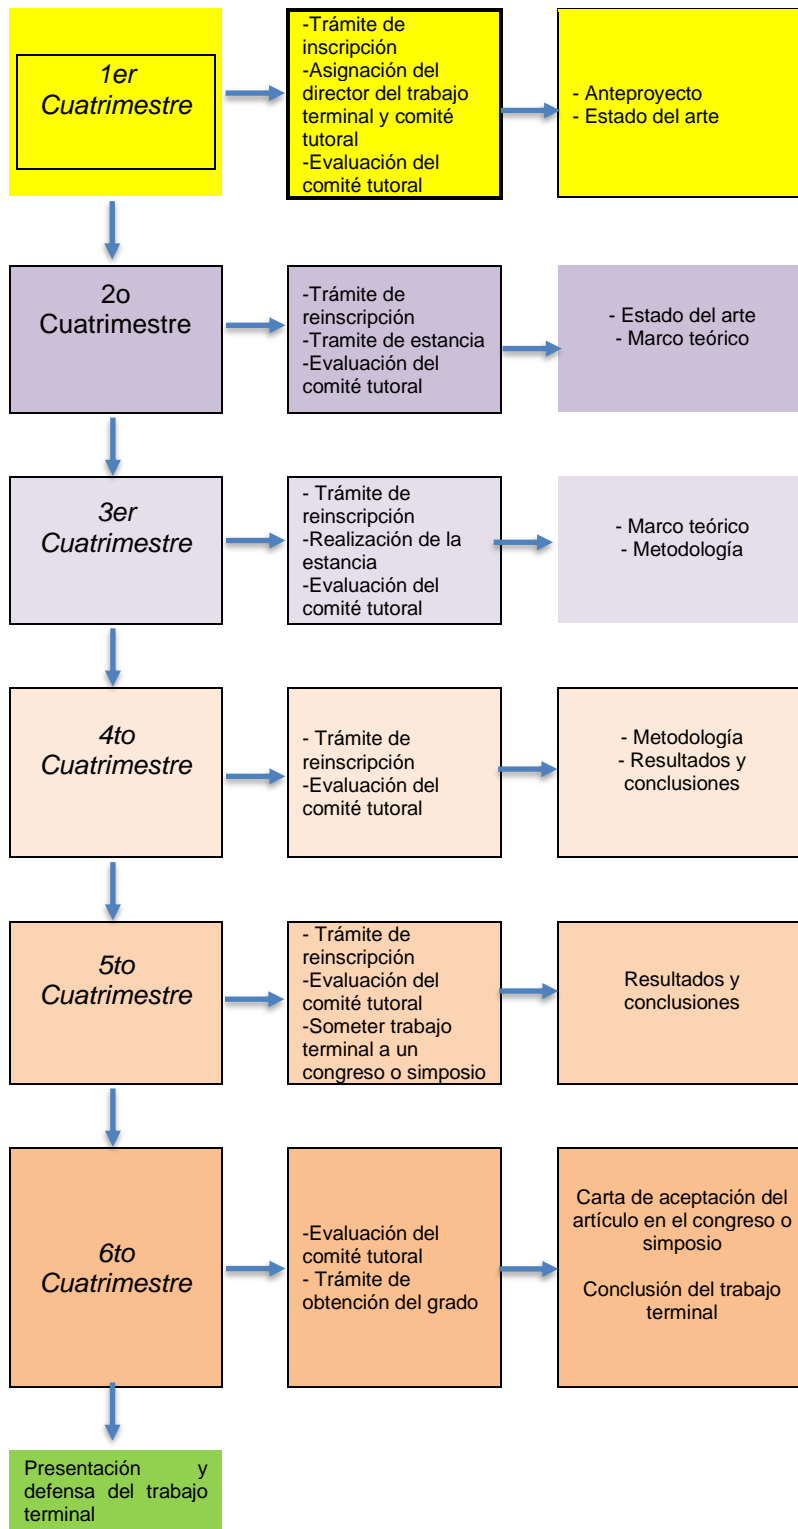 1er
Cuatrimestre
-Trámite de
inscripción
-Asignación del
director del trabajo
terminal y comité
tutoral
-Evaluación del
comité tutoral
- Anteproyecto
- Estado del arte
2o
Cuatrimestre
-Trámite de
reinscripción
-Tramite de estancia
-Evaluación del
comité tutoral
- Estado del arte
- Marco teórico
3er
Cuatrimestre
- Trámite de
reinscripción
-Realización de la
estancia
-Evaluación del
comité tutoral
- Marco teórico
- Metodología
4to
Cuatrimestre
- Trámite de
reinscripción
-Evaluación del
comité tutoral
- Metodología
- Resultados y
conclusiones
5to
Cuatrimestre
- Trámite de
reinscripción
-Evaluación del
comité tutoral
-Someter trabajo
terminal a un
congreso o simposio
Resultados y
conclusiones
6to
Cuatrimestre
-Evaluación del
comité tutoral
- Trámite de
obtención del grado
Carta de aceptación del
artículo en el congreso o
simposio
Conclusión del trabajo
terminal
Presentación y
defensa del trabajo
terminal